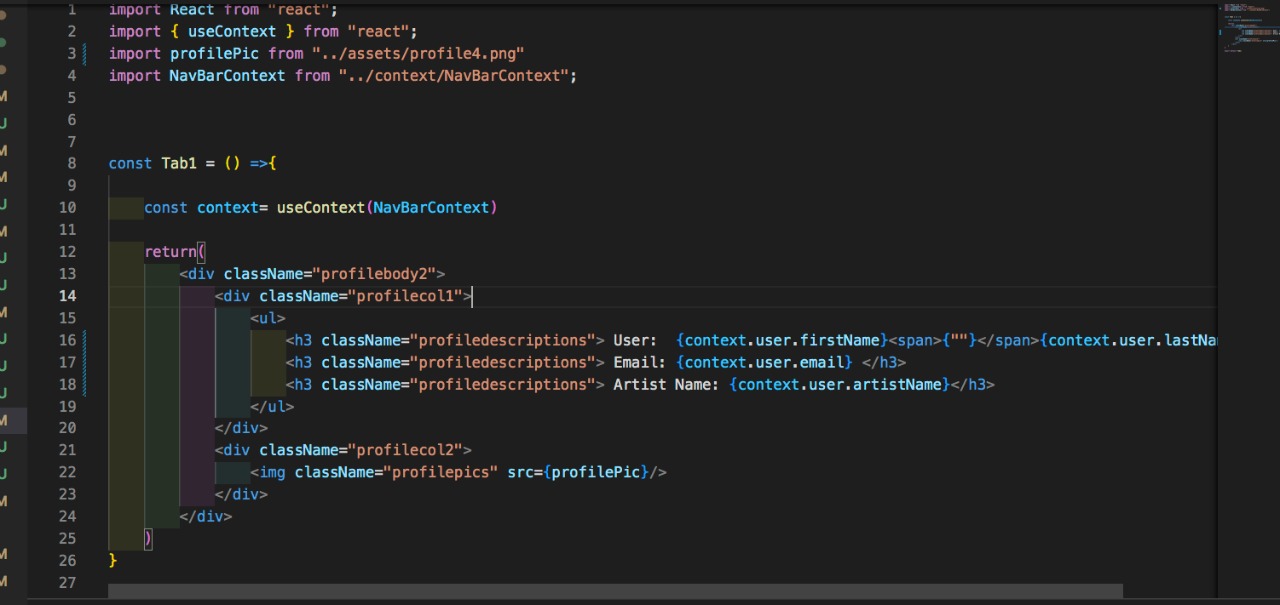 1 import React from "react";
2 import { useContext } from "react";
3 import profilePic from "../assets/profile4.png"
4 import NavBarContext from "../context/NavBarContext";
5
6
7
8 const Tab1 = () =>{
9
10 const context= useContext(NavBarContext)
11
12 return(
13 <div className="profilebody2">
14 <div className="profilecol1">
15 <ul>
16 <h3 className="profiledescriptions"> User:  {context.user.firstName}<span>{""}</span>{context.user.lastNa
17 <h3 className="profiledescriptions"> Email: {context.user.email} </h3>
18 <h3 className="profiledescriptions"> Artist Name: {context.user.artistName}</h3>
19 </ul>
20 </div>
21 <div className="profilecol2">
22 <img className="profilepics" src={profilePic}/>
23 </div>
24 </div>
25 )
26 }
27